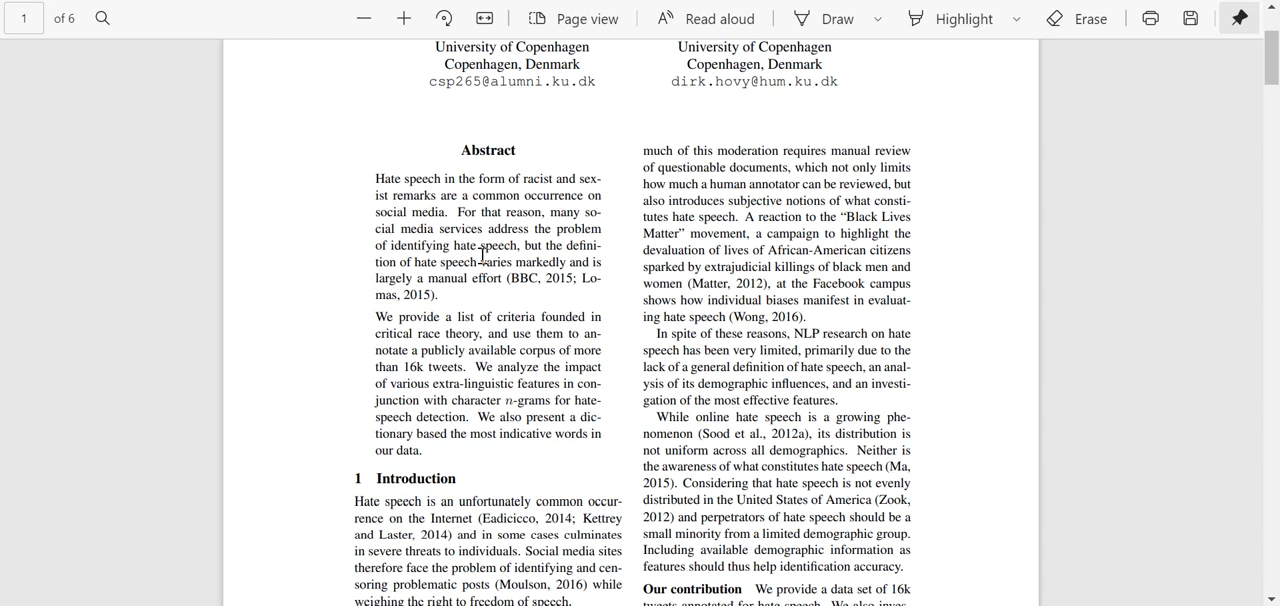 1 of 6 Page view Read aloud Draw Highlight Erase
University of Copenhagen
Copenhagen, Denmark
csp265@alumni.ku.dk
University of Copenhagen
Copenhagen, Denmark
dirk.hovy@hum.ku.dk
Abstract
Hate speech in the form of racist and sex-
ist remarks are a common occurrence on
social media. For that reason, many so-
cial media services address the problem
of identifying hate speech, but the defini-
tion of hate speech varies markedly and is
largely a manual effort (BBC, 2015; Lo-
mas, 2015).
We provide a list of criteria founded in
critical race theory, and use them to an-
notate a publicly available corpus of more
than 16k tweets. We analyze the impact
of various extra-linguistic features in con-
junction with character n-grams for hate-
speech detection. We also present a dic-
tionary based the most indicative words in
our data.
1 Introduction
Hate speech is an unfortunately common occur-
rence on the Internet (Eadicicco, 2014; Kettrey
and Laster, 2014) and in some cases culminates
in severe threats to individuals. Social media sites
therefore face the problem of identifying and cen-
soring problematic posts (Moulson, 2016) while
weighing the right to freedom of speech.
much of this moderation requires manual review
of questionable documents, which not only limits
how much a human annotator can be reviewed, but
also introduces subjective notions of what consti-
tutes hate speech. A reaction to the “Black Lives
Matter” movement, a campaign to highlight the
devaluation of lives of African-American citizens
sparked by extrajudicial killings of black men and
women (Matter, 2012), at the Facebook campus
shows how individual biases manifest in evaluat-
ing hate speech (Wong, 2016).
In spite of these reasons, NLP research on hate
speech has been very limited, primarily due to the
lack of a general definition of hate speech, an anal-
ysis of its demographic influences, and an investi-
gation of the most effective features.
While online hate speech is a growing phe-
nomenon (Sood et al., 2012a), its distribution is
not uniform across all demographics. Neither is
the awareness of what constitutes hate speech (Ma,
2015). Considering that hate speech is not evenly
distributed in the United States of America (Zook,
2012) and perpetrators of hate speech should be a
small minority from a limited demographic group.
Including available demographic information as
features should thus help identification accuracy.
Our contribution We provide a data set of 16k
tweets annotated for hate speech. We also inves-